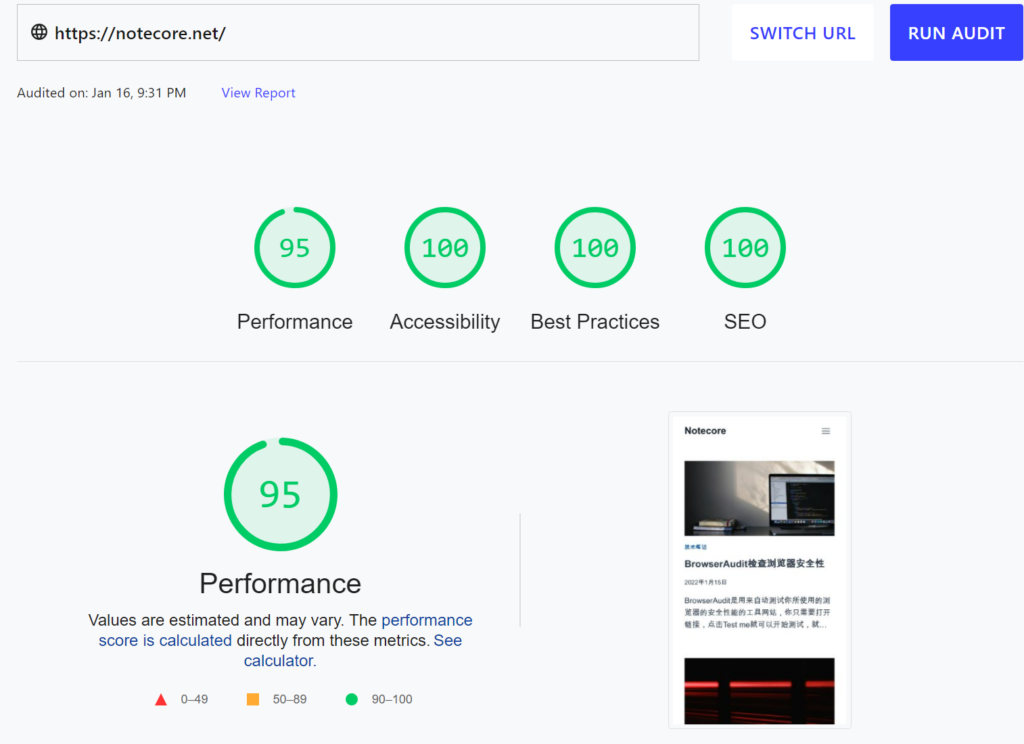 https://notecore.net/
SWITCH URL
RUN AUDIT
Audited on: Jan 16, 9:31 PM
View Report
95
100
100
100
Performance
Accessibility
Best Practices
SEO
95
Performance
Values are estimated and may vary. The performance
score is calculated directly from these metrics. See
calculator.
0–49
50–89
90–100
Notecore
BrowserAudit检查浏览器安全性
2022年1月15日
BrowserAudit是用来自动测试你所使用的浏
览器的安全性能的工具网站，你只需要打开
链接，点击Test me就可以开始测试，就...